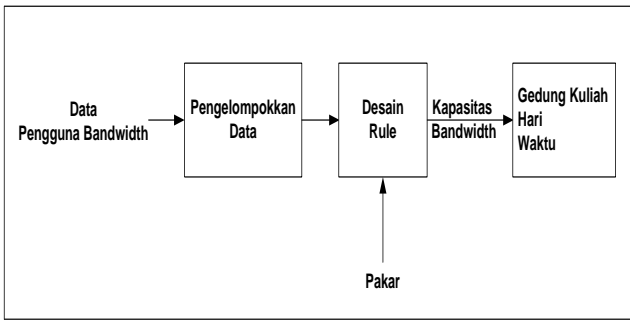 Data
Pengguna Bandwidth
Pengelompokkan
Data
Desain
Rule
Kapasitas
Bandwidth
Gedung Kuliah
Hari
Waktu
Pakar